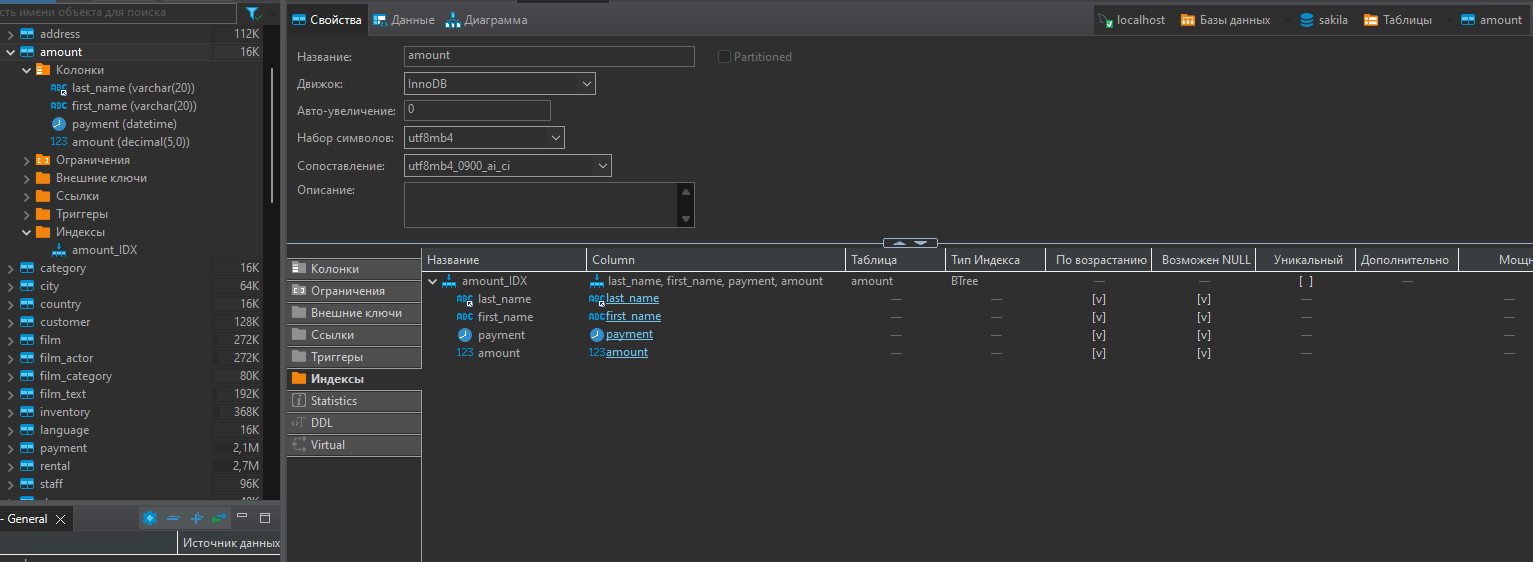 сть имени объекта для поиска
address 112K
amount 16K
Колонки
last_name (varchar(20))
first_name (varchar(20))
payment (datetime)
123 amount (decimal(5,0))
Ограничения
Внешние ключи
Ссылки
Триггеры
Индексы
amount_IDX
category 16K
city 64K
country 16K
customer 128K
film 272K
film_actor 272K
film_category 80K
film_text 192K
inventory 368K
language 16K
payment 2,1M
rental 2,7M
staff 96K
- General
Источник данных
Свойства Данные Диаграмма
localhost Базы данных sakila Таблицы amount
Название: amount Partitioned
Движок: InnoDB
Авто-увеличение: 0
Набор символов: utf8mb4
Сопоставление: utf8mb4_0900_ai_ci
Описание:
Колонки
Ограничения
Внешние ключи
Ссылки
Триггеры
Индексы
Statistics
DDL
Virtual
Название Column Таблица Тип Индекса По возрастанию Возможен NULL Уникальный Дополнительно Мощн
amount_IDX last_name, first_name, payment, amount amount BTree — — [ ] —
ABC last_name ABC last_name — — [v] [v] — —
ABC first_name ABC first_name — — [v] [v] — —
payment payment — — [v] [v] — —
123 amount 123 amount — — [v] [v] — —